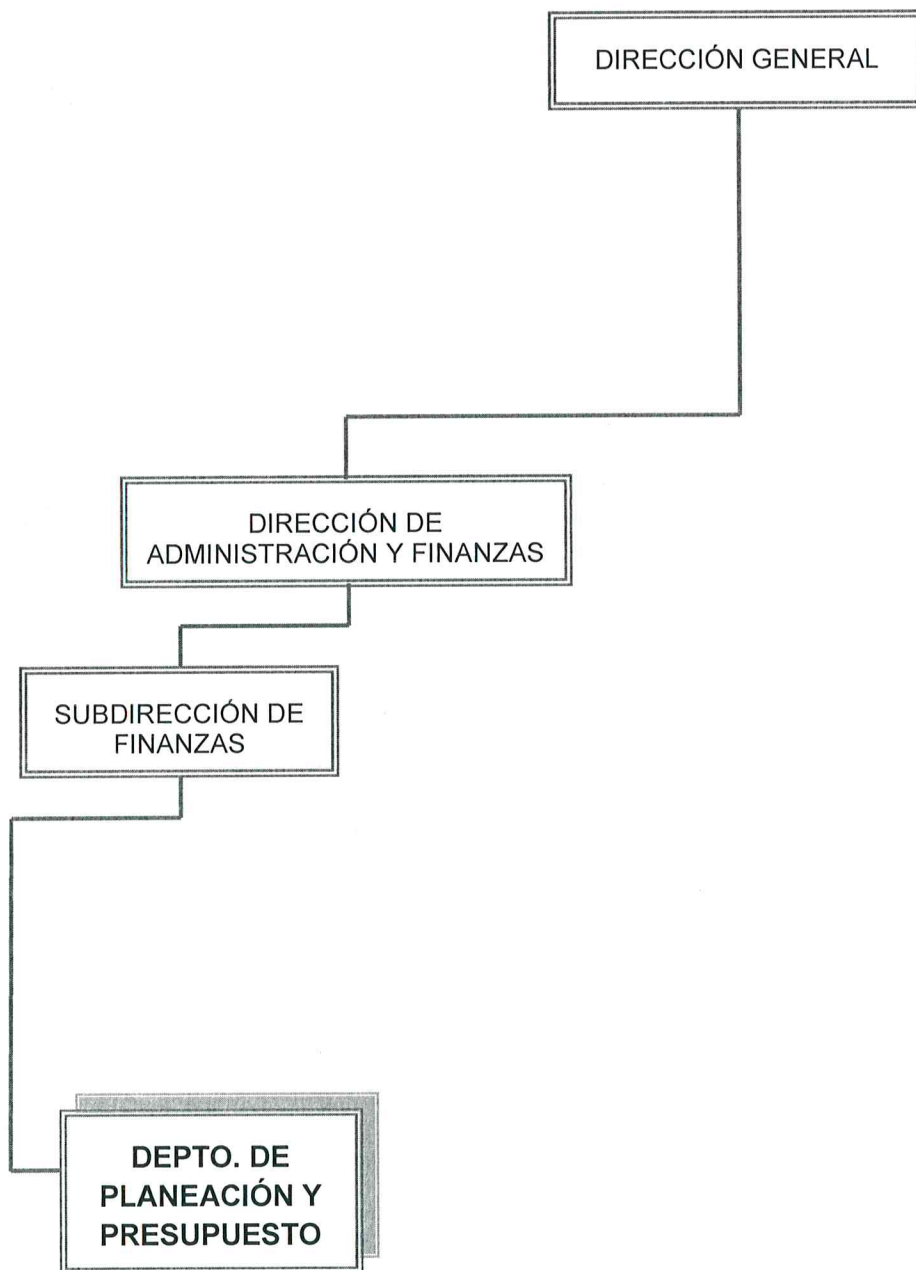 DIRECCIÓN GENERAL
DIRECCIÓN DE
ADMINISTRACIÓN Y FINANZAS
SUBDIRECCIÓN DE
FINANZAS
DEPTO. DE
PLANEACIÓN Y
PRESUPUESTO